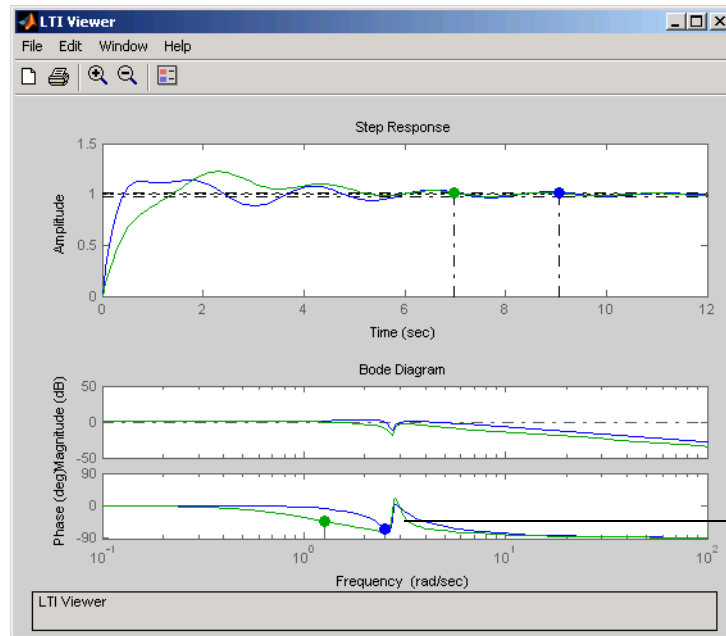 LTI Viewer
File Edit Window Help
Step Response
Amplitude
1.5
1
0.5
0
0 2 4 6 8 10 12
Time (sec)
Bode Diagram
Magnitude (dB)
50
0
-50
Phase (deg)
90
0
-90
10^-1 10^0 10^1 10^2
Frequency (rad/sec)
LTI Viewer